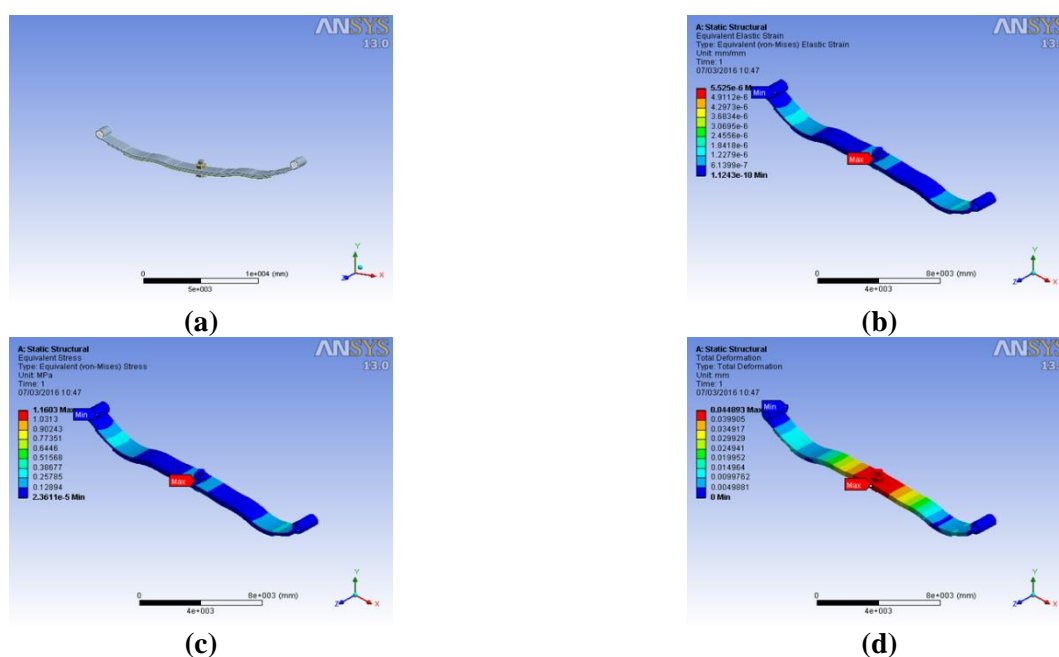 ANSYS
13.0
0
1e+004 (mm)
5e+003
Y
Z
X
(a)
A: Static Structural
Equivalent Elastic Strain
Type: Equivalent (von-Mises) Elastic Strain
Unit: mm/mm
Time: 1
07/03/2016 10:47
ANSYS
13.
5.525e-6 M
4.9112e-6
4.2973e-6
3.6834e-6
3.0695e-6
2.4556e-6
1.8418e-6
1.2279e-6
6.1399e-7
1.1243e-10 Min
Min
Max
0
8e+003 (mm)
4e+003
Y
Z
X
(b)
A: Static Structural
Equivalent Stress
Type: Equivalent (von-Mises) Stress
Unit: MPa
Time: 1
07/03/2016 10:47
ANSYS
13.0
1.1603 Max
1.0313
0.90243
0.77351
0.6446
0.51568
0.38677
0.25785
0.12894
2.3611e-5 Min
Min
Max
0
8e+003 (mm)
4e+003
Y
Z
X
(c)
A: Static Structural
Total Deformation
Type: Total Deformation
Unit: mm
Time: 1
07/03/2016 10:47
ANSYS
13.
0.044893 Max
0.039905
0.034917
0.029929
0.024941
0.019952
0.014964
0.0099762
0.0049881
0 Min
Min
Max
0
8e+003 (mm)
4e+003
Y
Z
X
(d)